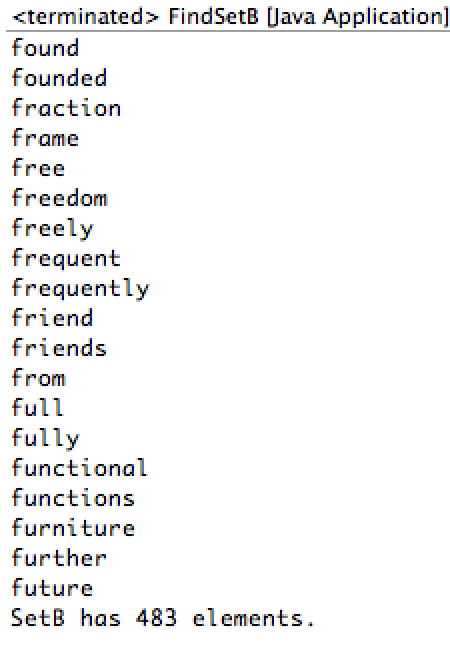 <terminated> FindSetB [Java Application]
found
founded
fraction
frame
free
freedom
freely
frequent
frequently
friend
friends
from
full
fully
functional
functions
furniture
further
future
SetB has 483 elements.